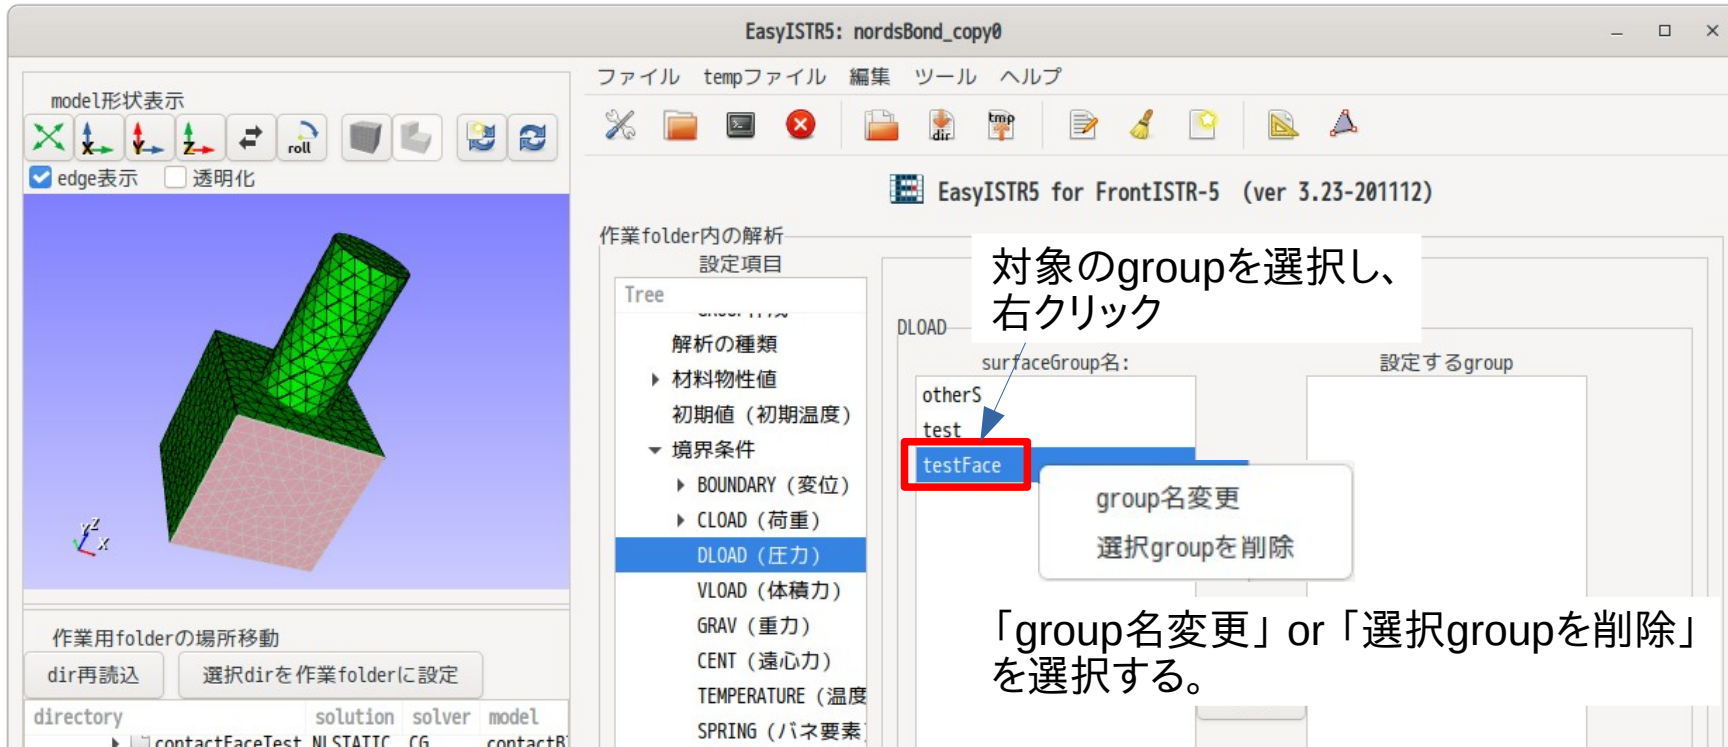 EasyISTR5: nordsBond_copy0
ファイル tempファイル 編集 ツール ヘルプ
model形状表示
X
Y
Z
roll
dir
tmp
edge表示 透明化
EasyISTR5 for FrontISTR-5 (ver 3.23-201112)
作業folder内の解析
設定項目
Tree
解析の種類
材料物性値
初期値 (初期温度)
境界条件
BOUNDARY (変位)
CLOAD (荷重)
DLOAD (圧力)
VLOAD (体積力)
GRAV (重力)
CENT (遠心力)
TEMPERATURE (温度
SPRING (バネ要素)
対象のgroupを選択し、
右クリック
DLOAD
surfaceGroup名:
設定するgroup
otherS
test
testFace
group名変更
選択groupを削除
「group名変更」or「選択groupを削除」
を選択する。
Y Z X
作業用folderの場所移動
dir再読込 選択dirを作業folderに設定
directory solution solver model
contactFaceTest NLSTATIC CG contactBl